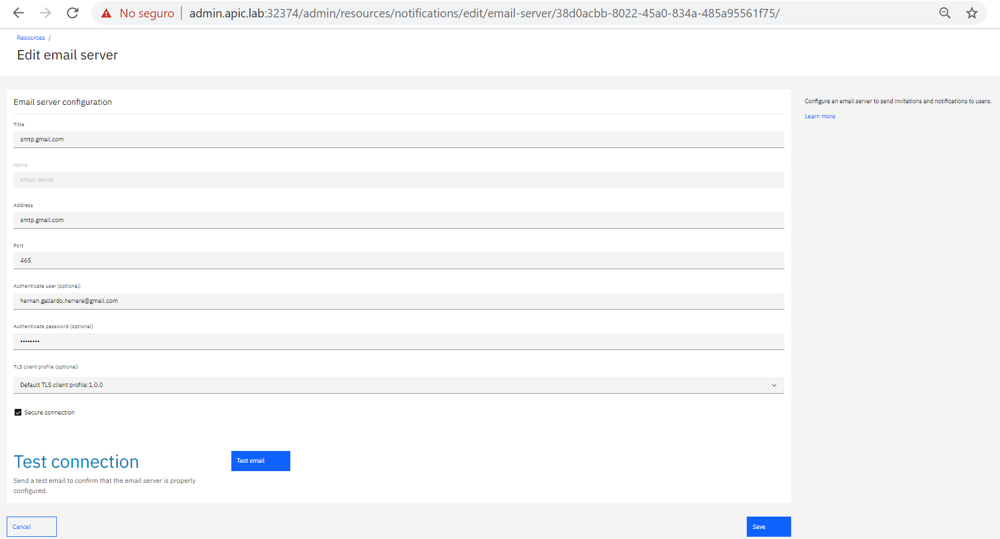 No seguro | admin.apic.lab:32374/admin/resources/notifications/edit/email-server/38d0acbb-8022-45a0-834a-485a95561f75/
Resources /
Edit email server
Email server configuration
Configure an email server to send invitations and notifications to users.
Learn more
Title
smtp.gmail.com
Name
email-server
Address
smtp.gmail.com
Port
465
Authenticate user (optional)
hernan.gallardo.herrera@gmail.com
Authenticate password (optional)
••••••••
TLS client profile (optional)
Default TLS client profile:1.0.0
Secure connection
Test connection
Test email
Send a test email to confirm that the email server is properly
configured.
Cancel
Save